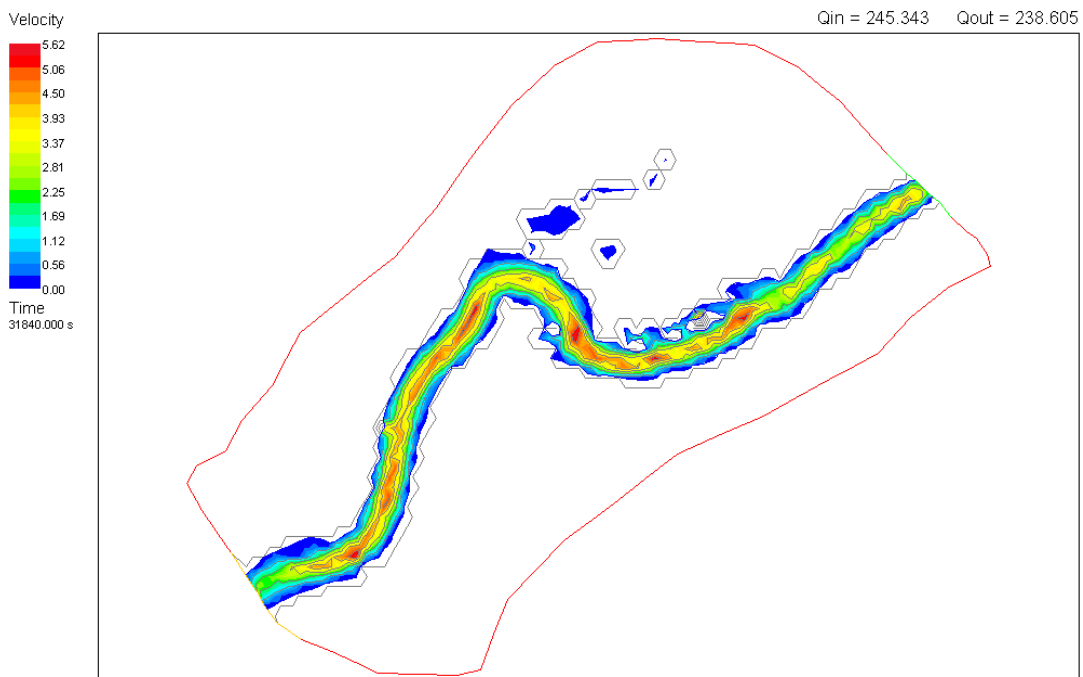 Velocity
Qin = 245.343 Qout = 238.605
5.62
5.06
4.50
3.93
3.37
2.81
2.25
1.69
1.12
0.56
0.00
Time
31840.000 s